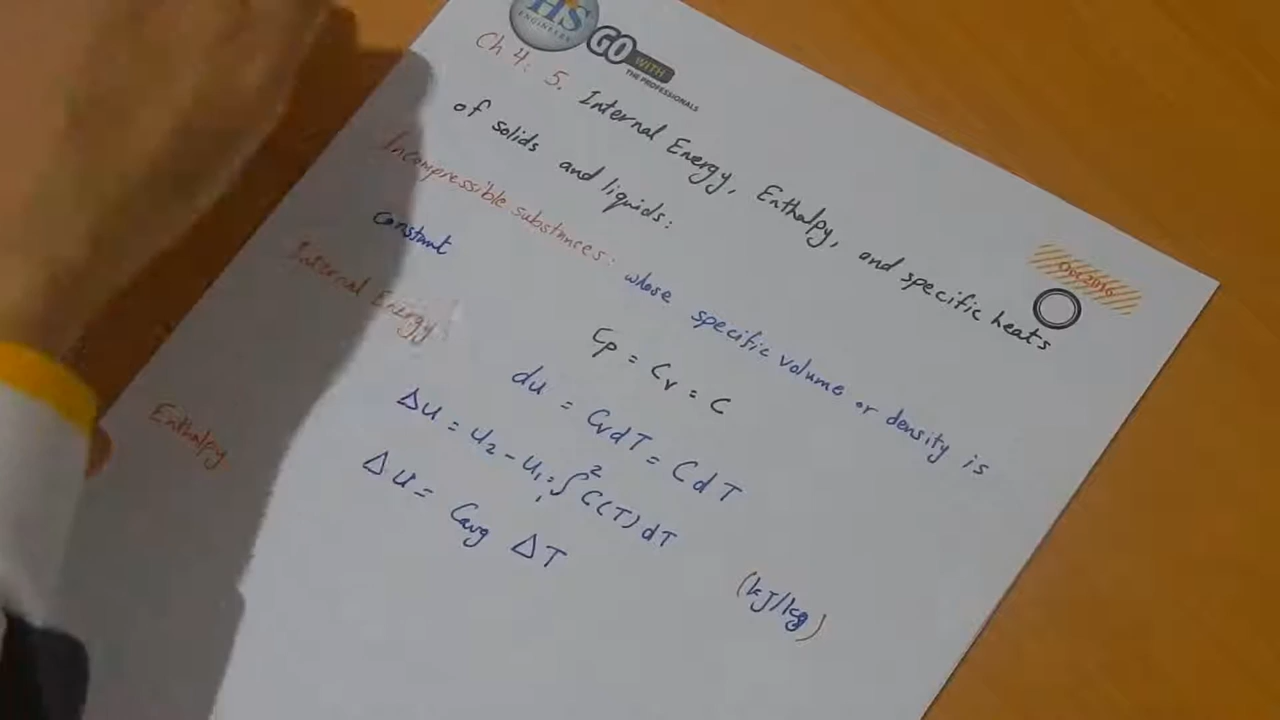 HS
ENGINEERS
GO
WITH
THE PROFESSIONALS
Ch 4: 5. Internal Energy, Enthalpy, and specific heats
of solids and liquids:
Incompressible substances: whose specific volume or density is
constant
Cp = Cv = C
Internal Energy:
du = CvdT = CdT
Δu = u2 - u1 = ∫₁² C(T) dT
Δu = Cavg ΔT (kJ/kg)
Enthalpy